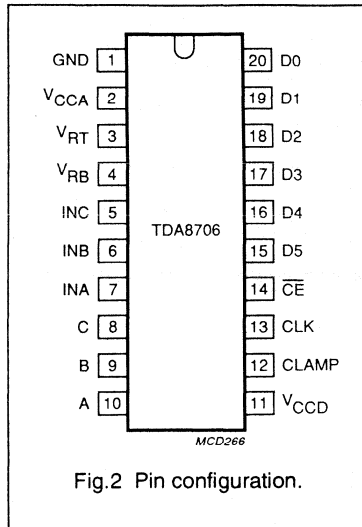 GND 1 20 D0
VCCA 2 19 D1
VRT 3 18 D2
VRB 4 17 D3
INC 5 16 D4
TDA8706
INB 6 15 D5
INA 7 14 C̅E̅
C 8 13 CLK
B 9 12 CLAMP
A 10 11 VCCD
MCD266
Fig.2 Pin configuration.